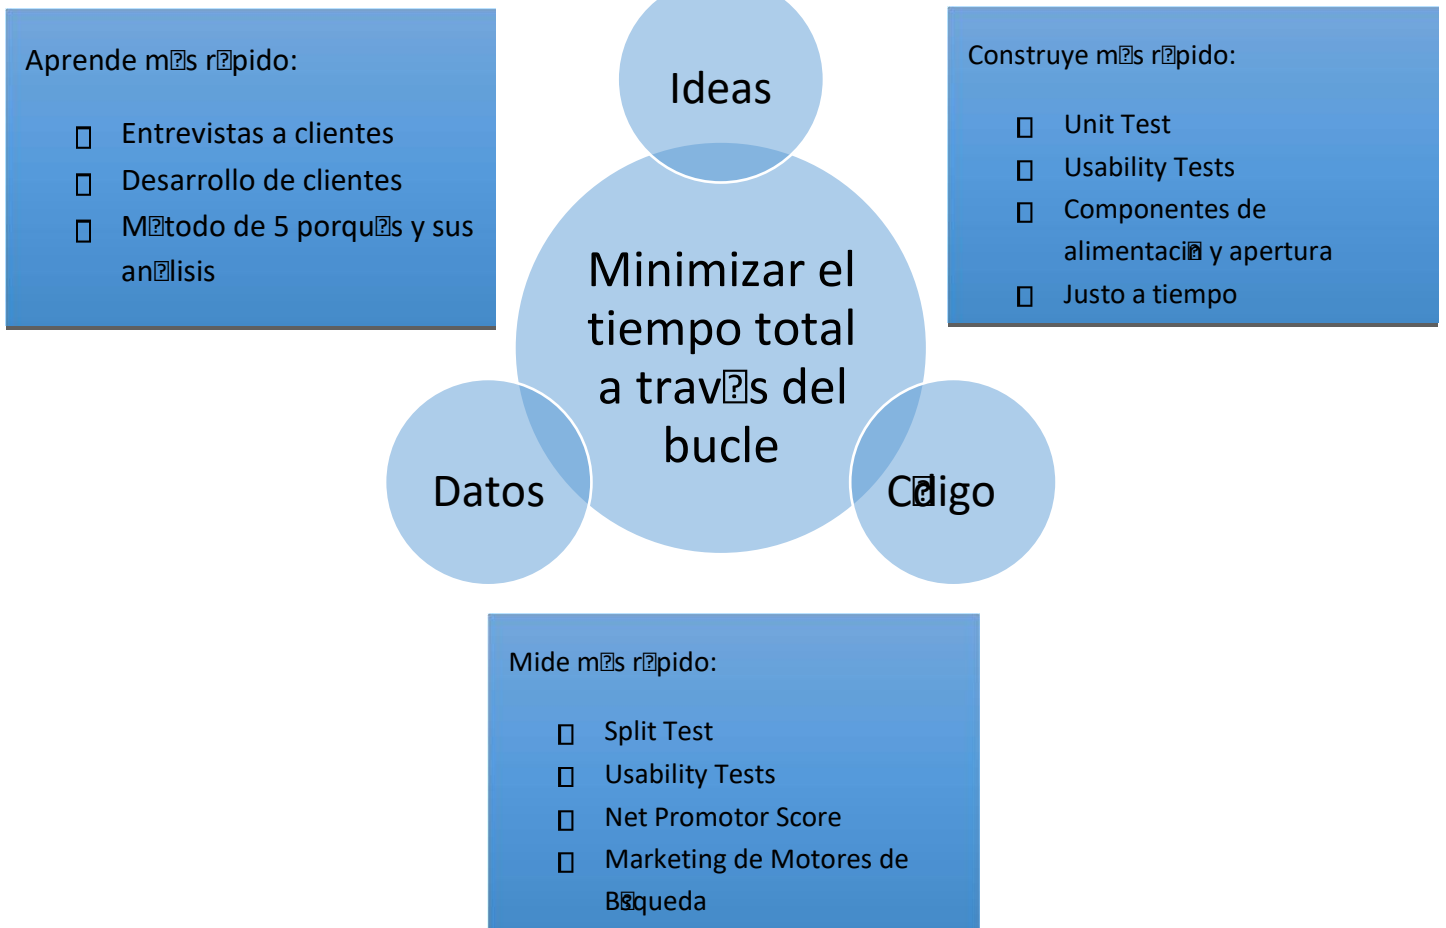 Aprende m�s r�pido:
Entrevistas a clientes
Desarrollo de clientes
M�todo de 5 porqu�s y sus
an�lisis
Ideas
Construye m�s r�pido:
Unit Test
Usability Tests
Componentes de
alimentaci�n y apertura
Justo a tiempo
Minimizar el
tiempo total
a trav�s del
bucle
Datos
C�digo
Mide m�s r�pido:
Split Test
Usability Tests
Net Promotor Score
Marketing de Motores de
B�squeda